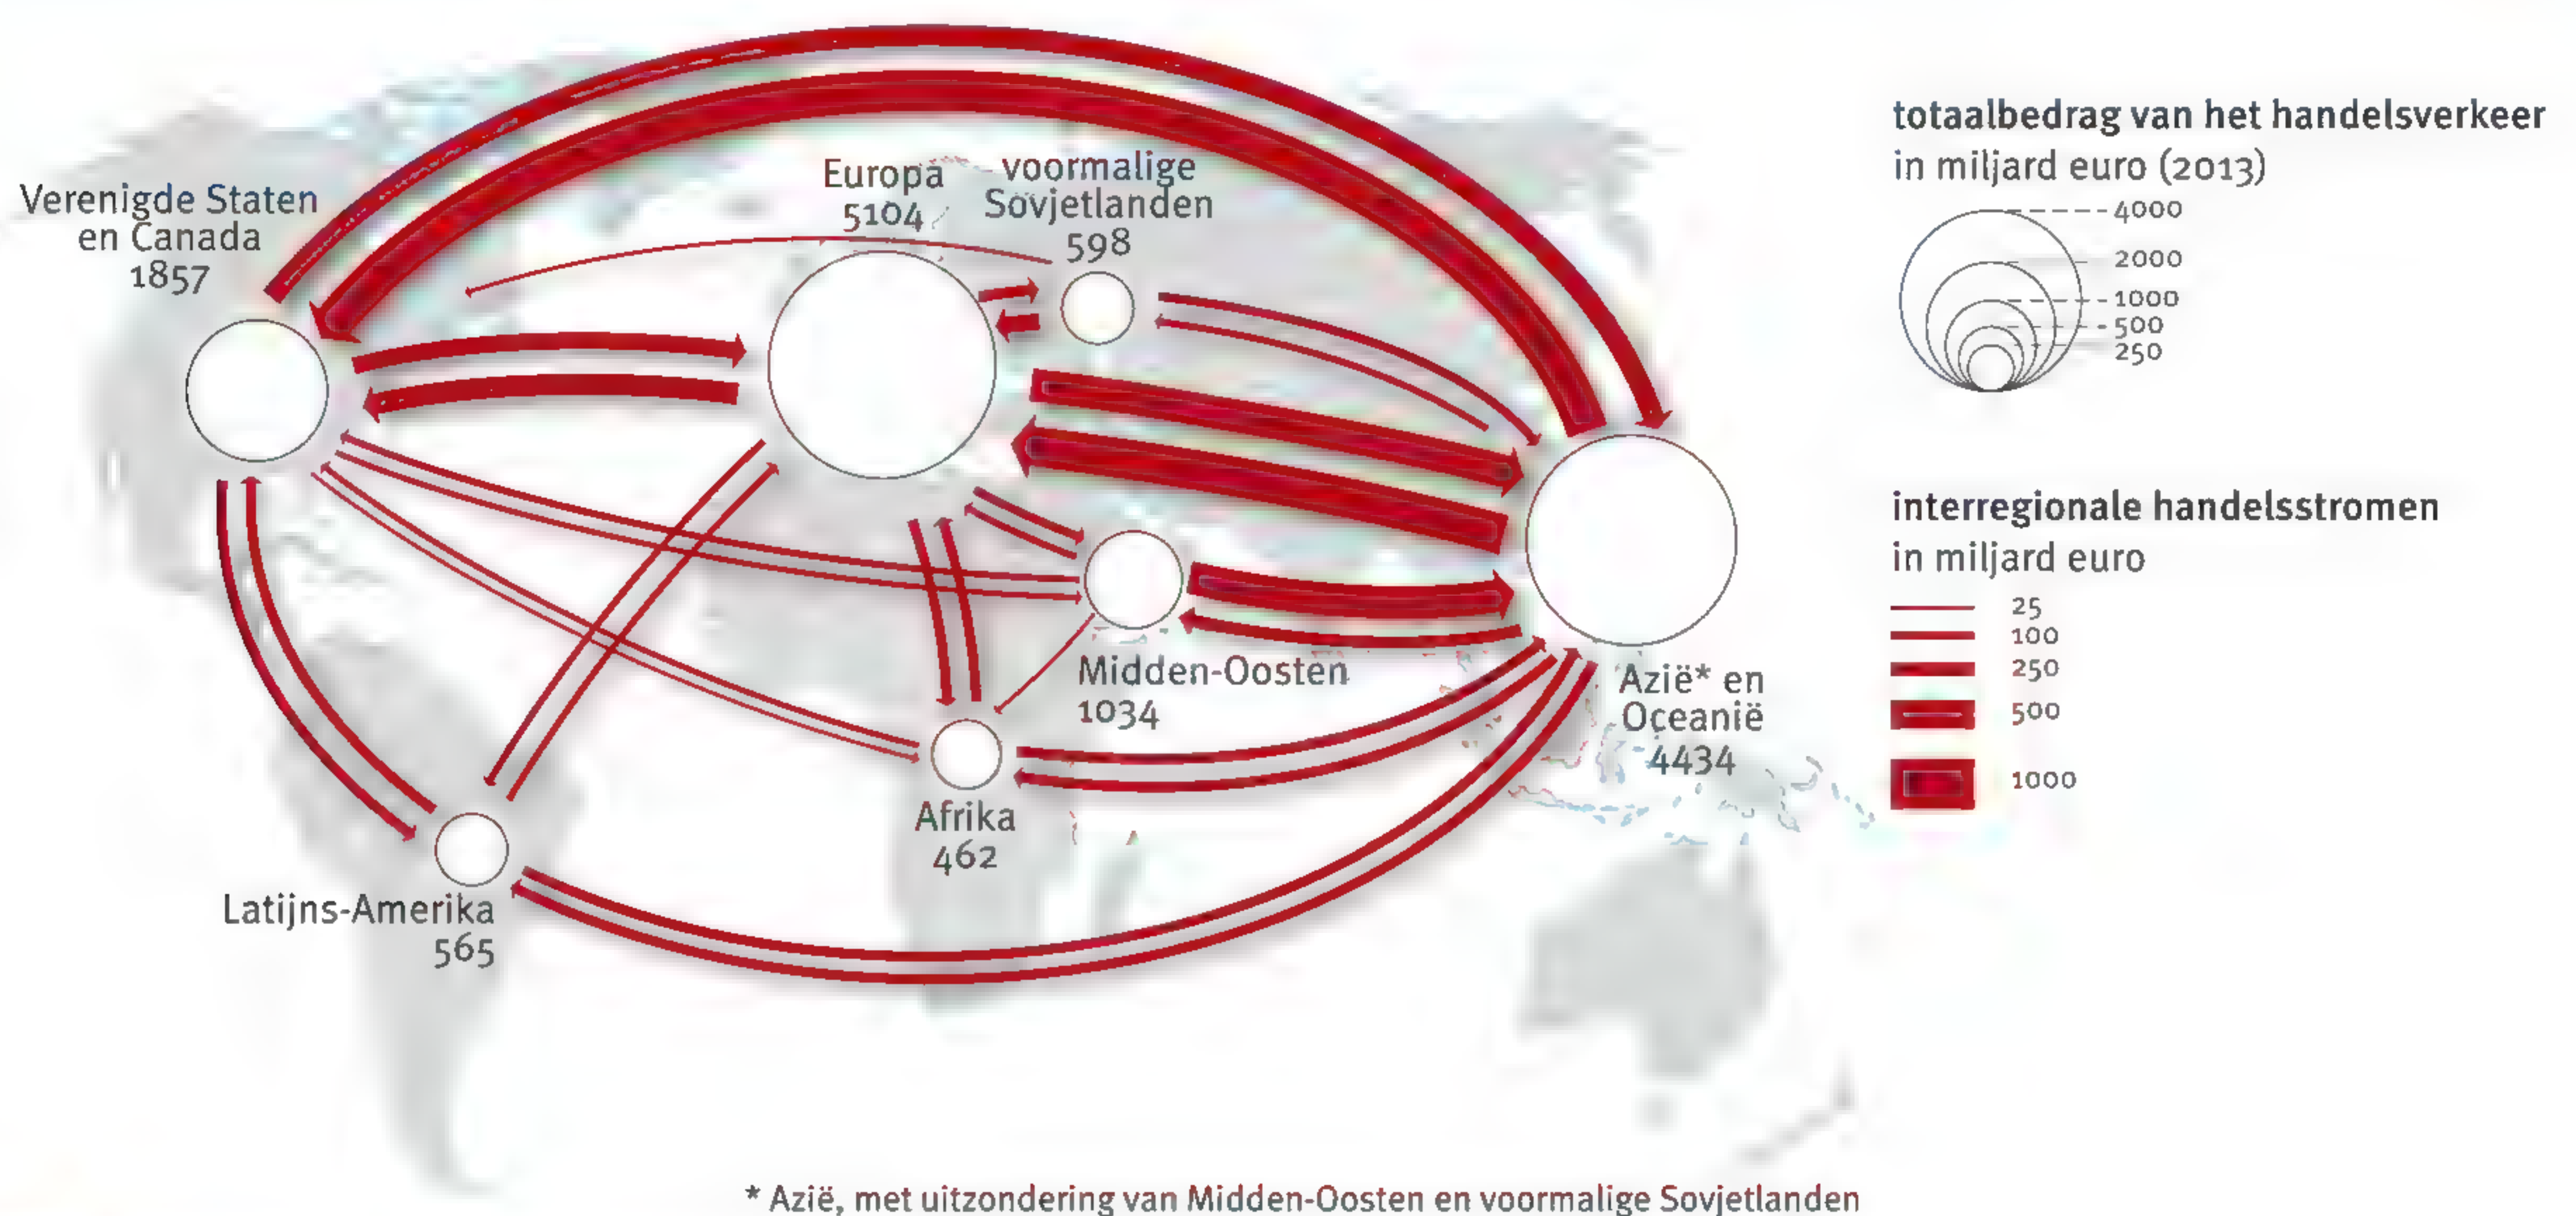 Verenigde Staten
en Canada
1857
Europa
5104
voormalige
Sovjetlanden
598
Midden-Oosten
1034
Azië* en
Oceanië
4434
Afrika
462
Latijns-Amerika
565
totaalbedrag van het handelsverkeer
in miljard euro (2013)
4000
2000
1000
500
250
interregionale handelsstromen
in miljard euro
25
100
250
500
1000
* Azië, met uitzondering van Midden-Oosten en voormalige Sovjetlanden